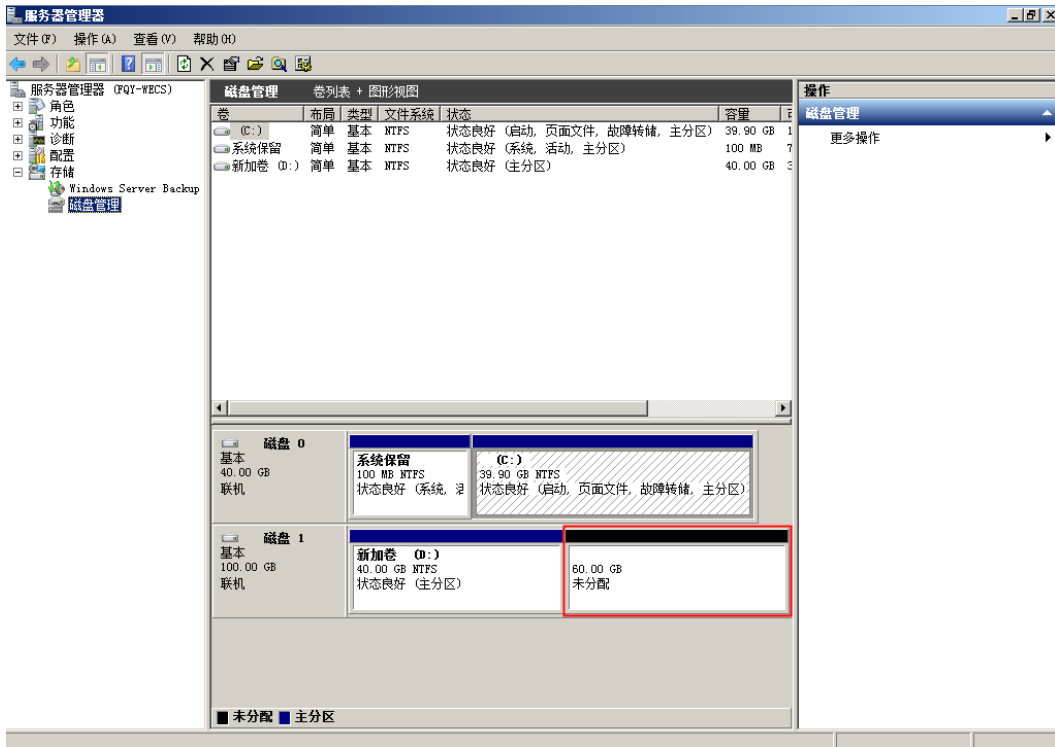 服务器管理器
文件(F) 操作(A) 查看(V) 帮助(H)
服务器管理器 (FQY-WECS)
角色
功能
诊断
配置
存储
Windows Server Backup
磁盘管理
磁盘管理 卷列表 + 图形视图
卷 布局 类型 文件系统 状态 容量
(C:) 简单 基本 NTFS 状态良好 (启动, 页面文件, 故障转储, 主分区) 39.90 GB 1
系统保留 简单 基本 NTFS 状态良好 (系统, 活动, 主分区) 100 MB 7
新加卷 (D:) 简单 基本 NTFS 状态良好 (主分区) 40.00 GB 3
磁盘 0
基本
40.00 GB
联机
系统保留
100 MB NTFS
状态良好 (系统, 活
(C:)
39.90 GB NTFS
状态良好 (启动, 页面文件, 故障转储, 主分区)
磁盘 1
基本
100.00 GB
联机
新加卷 (D:)
40.00 GB NTFS
状态良好 (主分区)
60.00 GB
未分配
未分配 主分区
操作
磁盘管理
更多操作